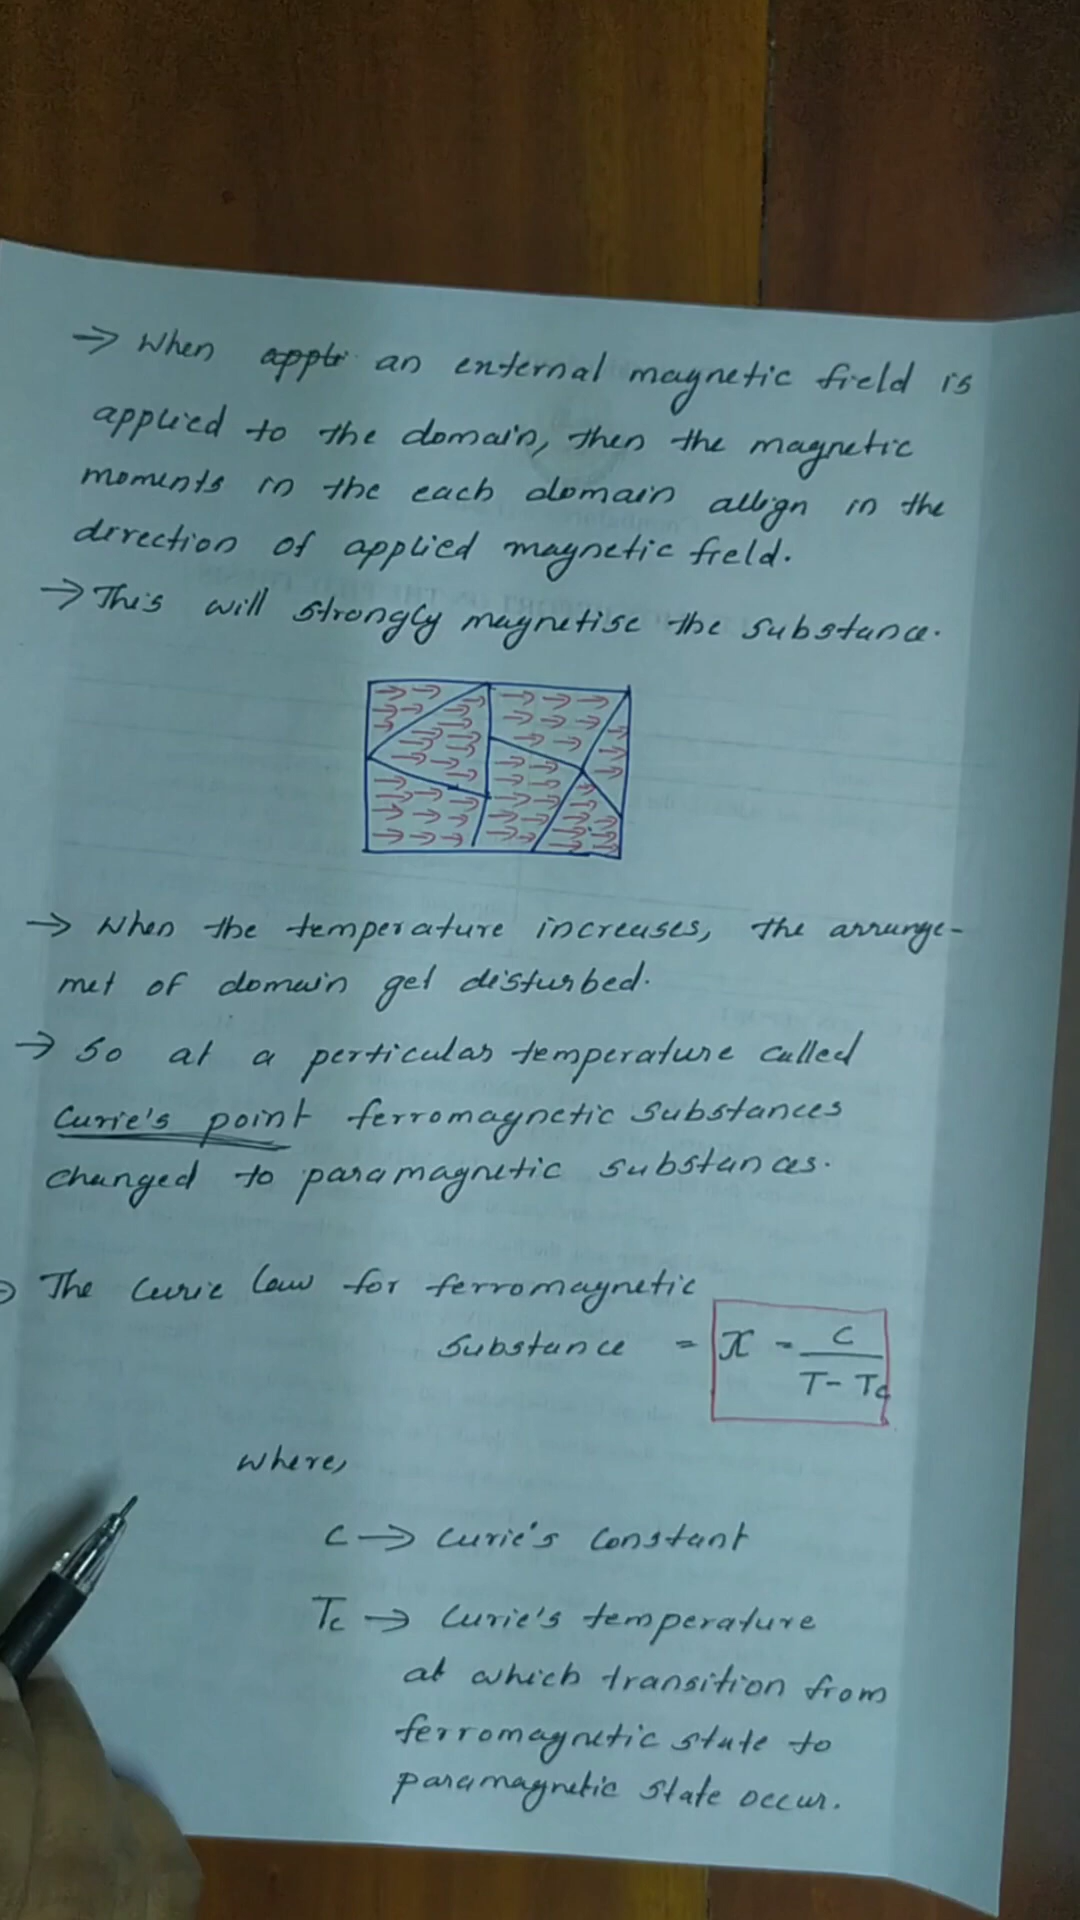 → When appli an external magnetic field is
applied to the domain, then the magnetic
moments in the each domain allign in the
direction of applied magnetic field.
→ This will strongly magnetise the substance.
→ When the temperature increases, the arrange-
met of domain get disturbed.
→ So at a perticular temperature called
Curie's point ferromagnetic substances
changed to paramagnetic substances.
The Curie Law for ferromagnetic
substance = χ = C / T - Tc
where,
C → Curie's Constant
Tc → Curie's temperature
at which transition from
ferromagnetic state to
paramagnetic state occur.